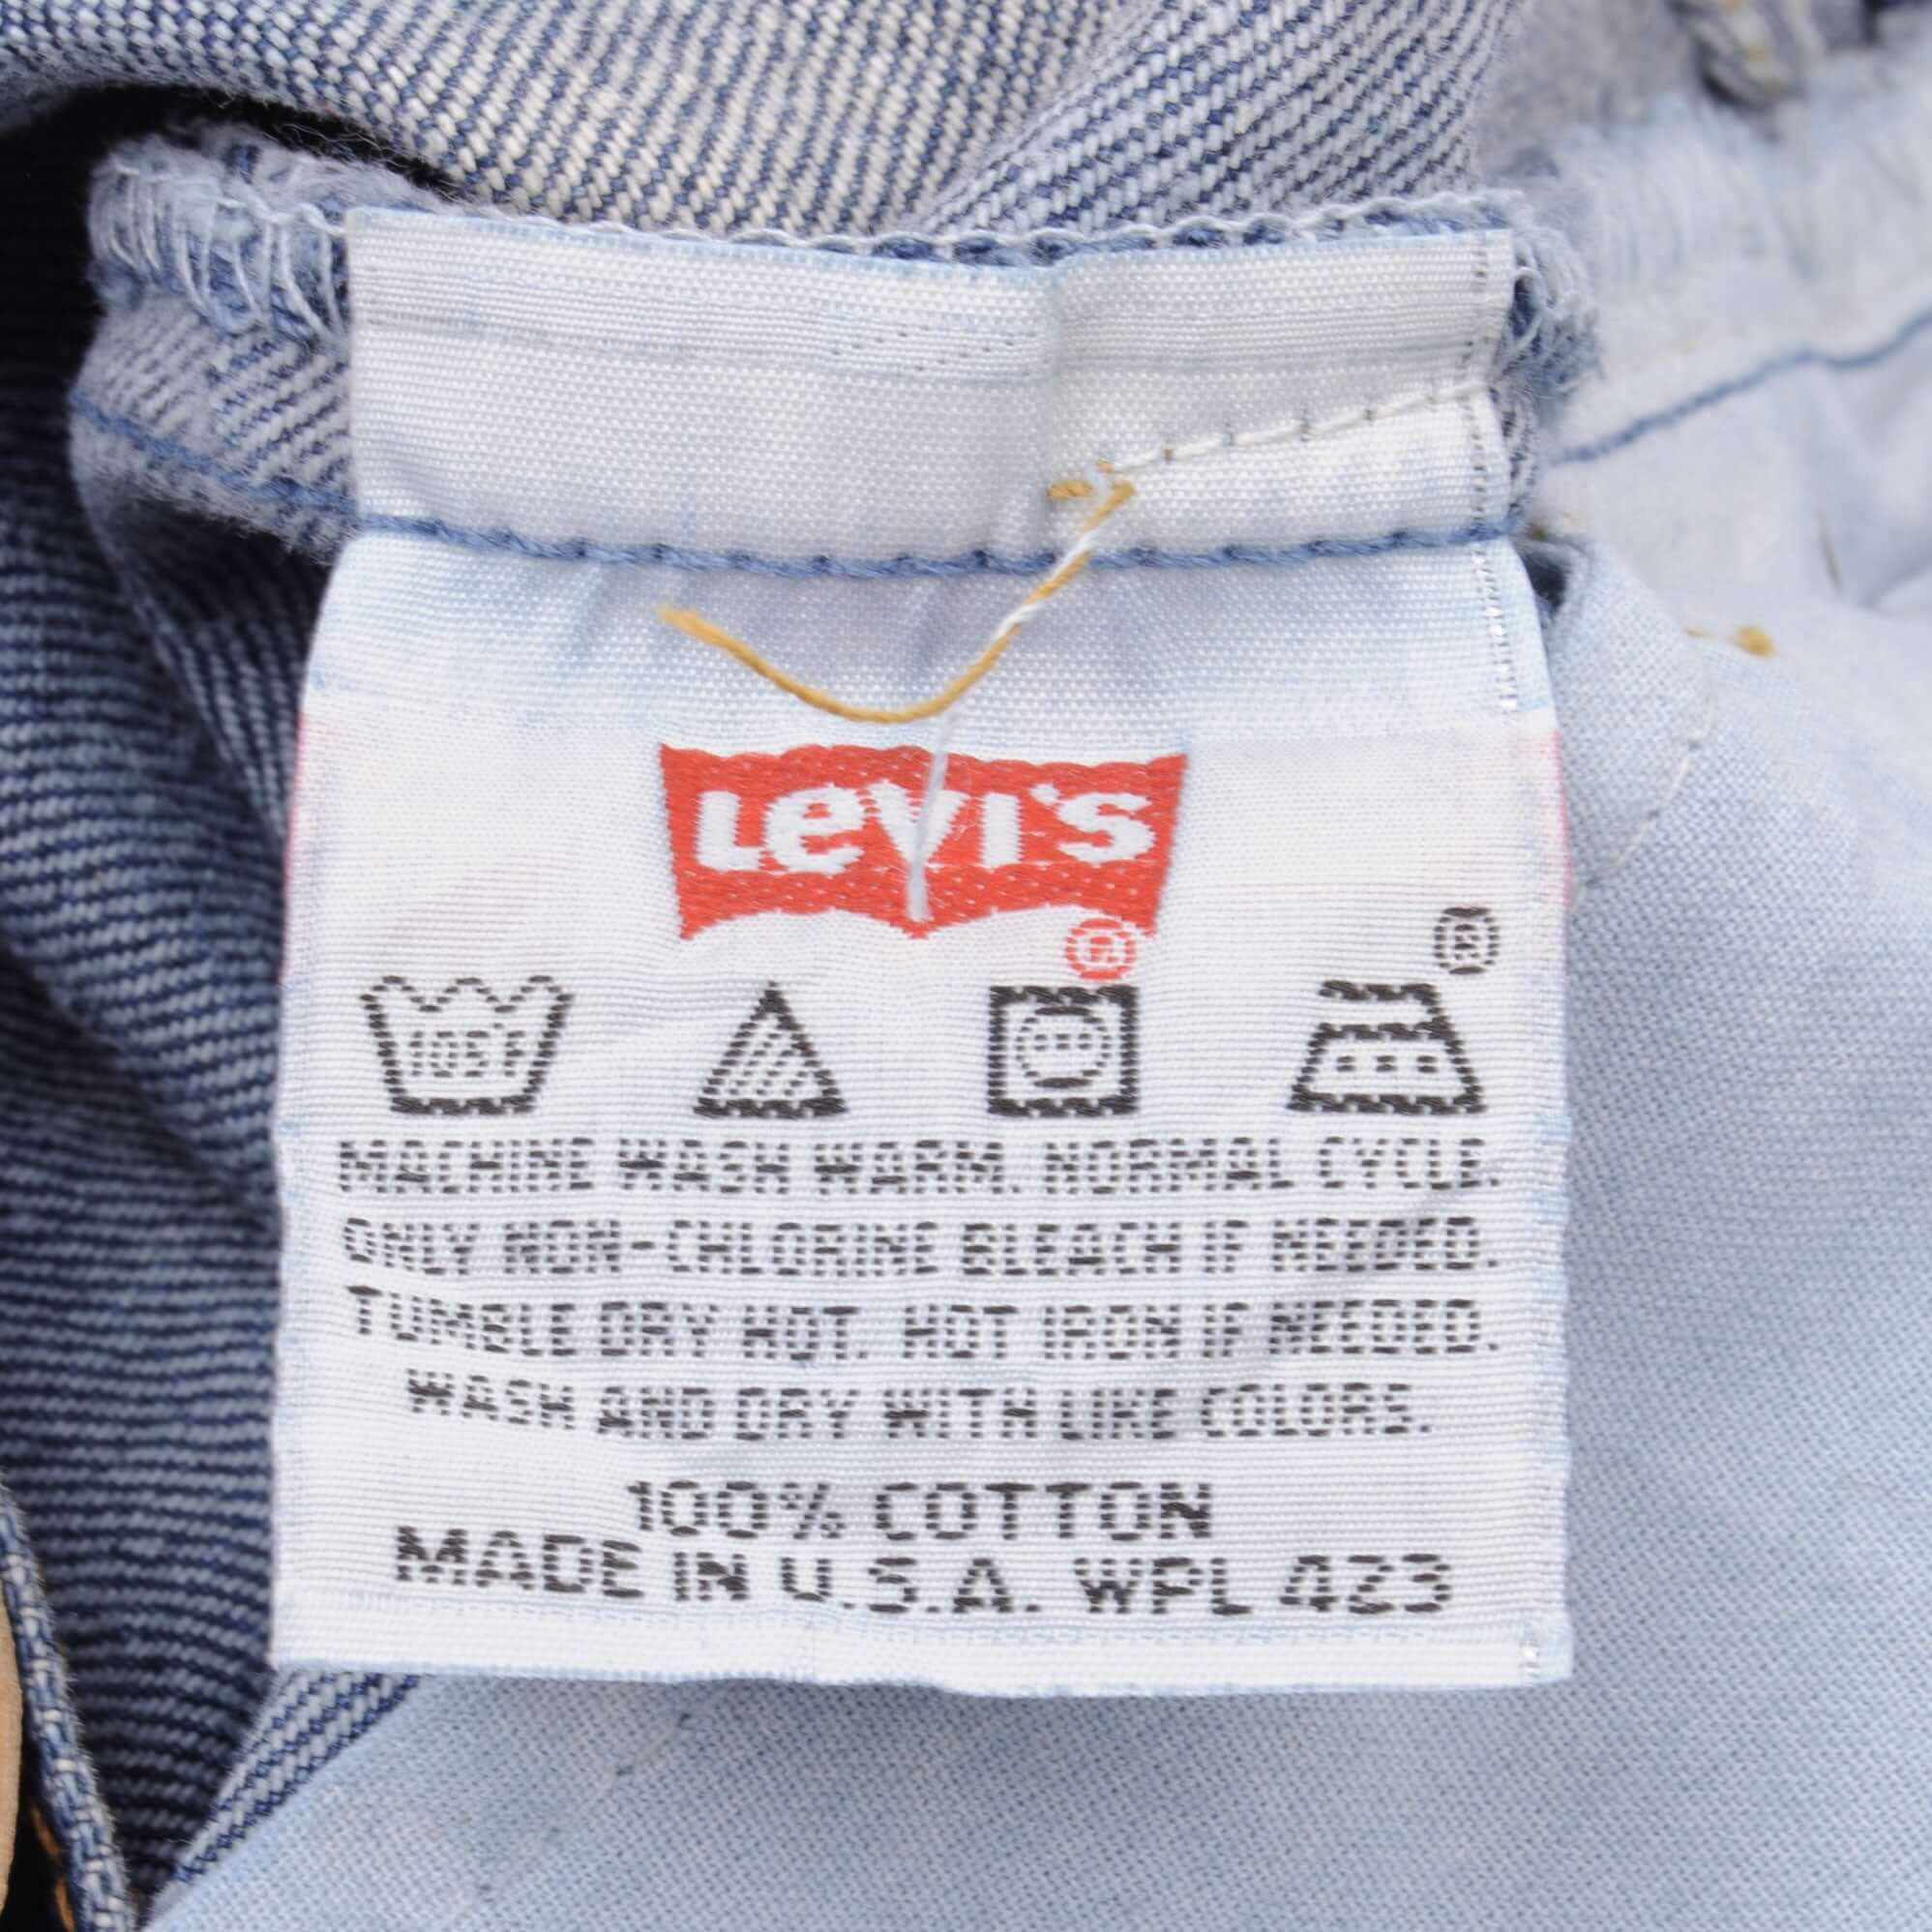 Levi's
®
®
105°F
MACHINE WASH WARM. NORMAL CYCLE.
ONLY NON-CHLORINE BLEACH IF NEEDED.
TUMBLE DRY HOT. HOT IRON IF NEEDED.
WASH AND DRY WITH LIKE COLORS.
100% COTTON
MADE IN U.S.A. WPL 423